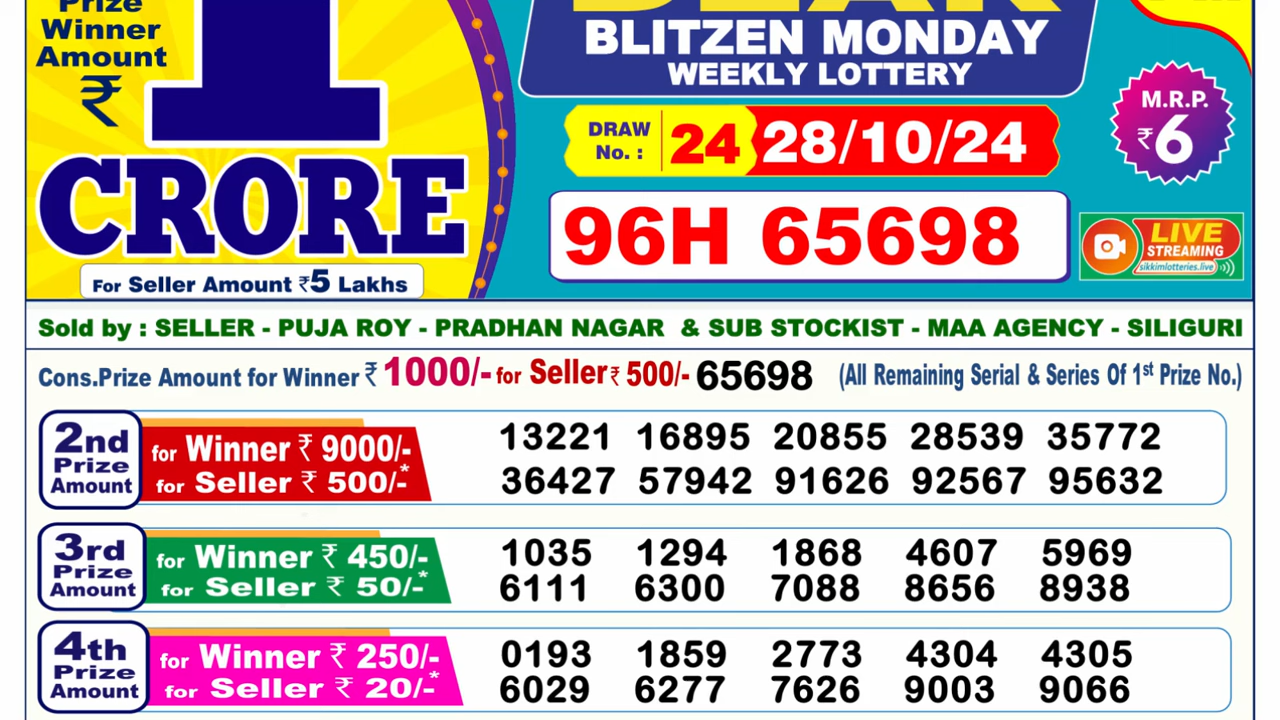 Prize
Winner
Amount
₹
1
CRORE
For Seller Amount ₹5 Lakhs
DEAR
BLITZEN MONDAY
WEEKLY LOTTERY
DRAW No. : 24 28/10/24
M.R.P.
₹6
96H 65698
LIVE
STREAMING
sikkimlotteries.live
Sold by : SELLER - PUJA ROY - PRADHAN NAGAR & SUB STOCKIST - MAA AGENCY - SILIGURI
Cons.Prize Amount for Winner ₹ 1000/- for Seller ₹ 500/- 65698 (All Remaining Serial & Series Of 1st Prize No.)
2nd
Prize
Amount
for Winner ₹ 9000/-
for Seller ₹ 500/-*
13221 16895 20855 28539 35772
36427 57942 91626 92567 95632
3rd
Prize
Amount
for Winner ₹ 450/-
for Seller ₹ 50/-*
1035 1294 1868 4607 5969
6111 6300 7088 8656 8938
4th
Prize
Amount
for Winner ₹ 250/-
for Seller ₹ 20/-*
0193 1859 2773 4304 4305
6029 6277 7626 9003 9066